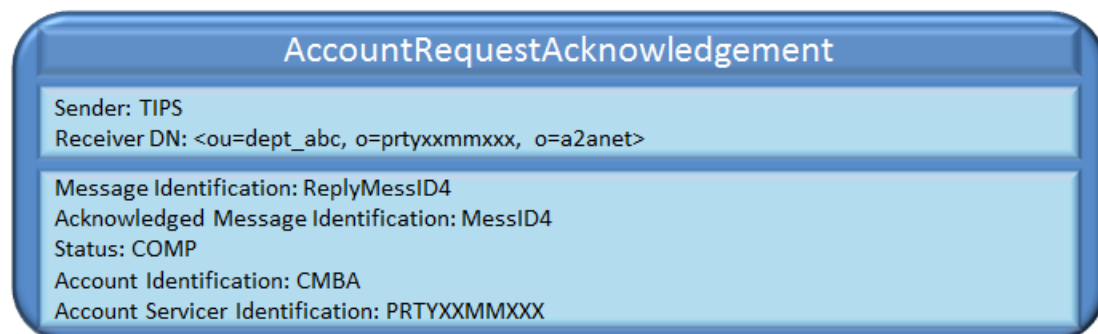 AccountRequestAcknowledgement
Sender: TIPS
Receiver DN: <ou=dept_abc, o=prtyxxmmxxx, o=a2anet>
Message Identification: ReplyMessID4
Acknowledged Message Identification: MessID4
Status: COMP
Account Identification: CMBA
Account Servicer Identification: PRTYXXMMXXX